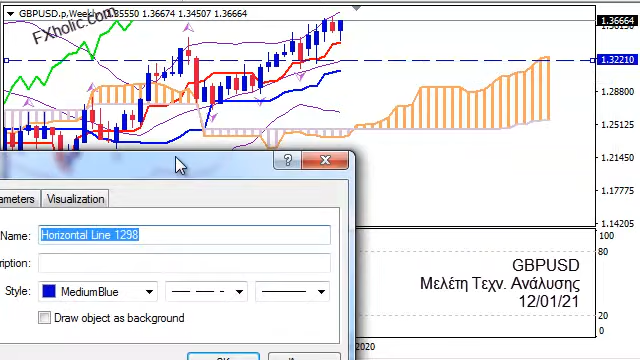 GBPUSD.p,Weekly 1.35550 1.36674 1.34507 1.36664
FXholic.com
1.36664
1.32210
1.28815
1.25125
1.21450
1.17775
1.14205
100
80
20
0
2020
GBPUSD
Μελέτη Τεχν. Ανάλυσης
12/01/21
?
X
ameters
Visualization
Name:
Horizontal Line 1298
ription:
Style:
MediumBlue
Draw object as background